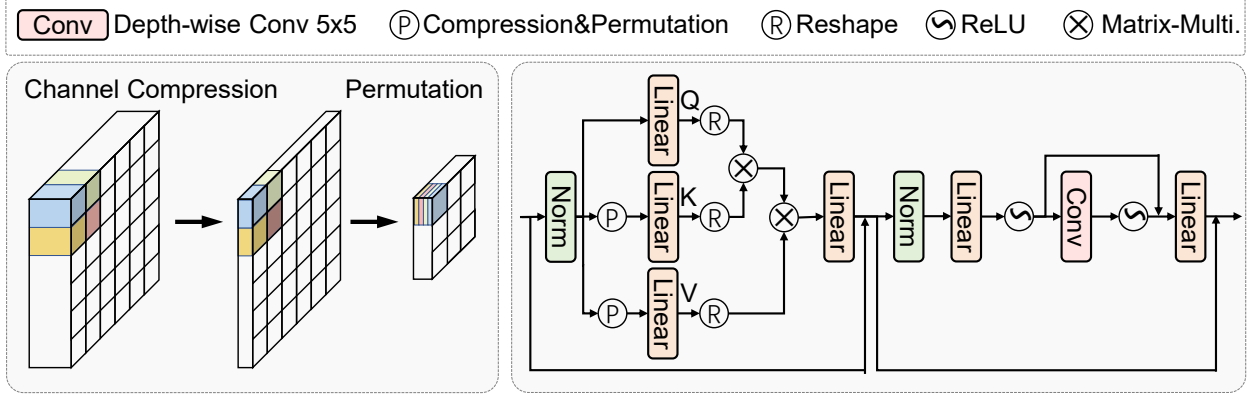 Conv Depth-wise Conv 5x5 P Compression&Permutation R Reshape ReLU Matrix-Multi.
Channel Compression Permutation
Norm
Linear
Q
R
P
Linear
K
R
P
Linear
V
R
Linear
Norm
Linear
Conv
Linear